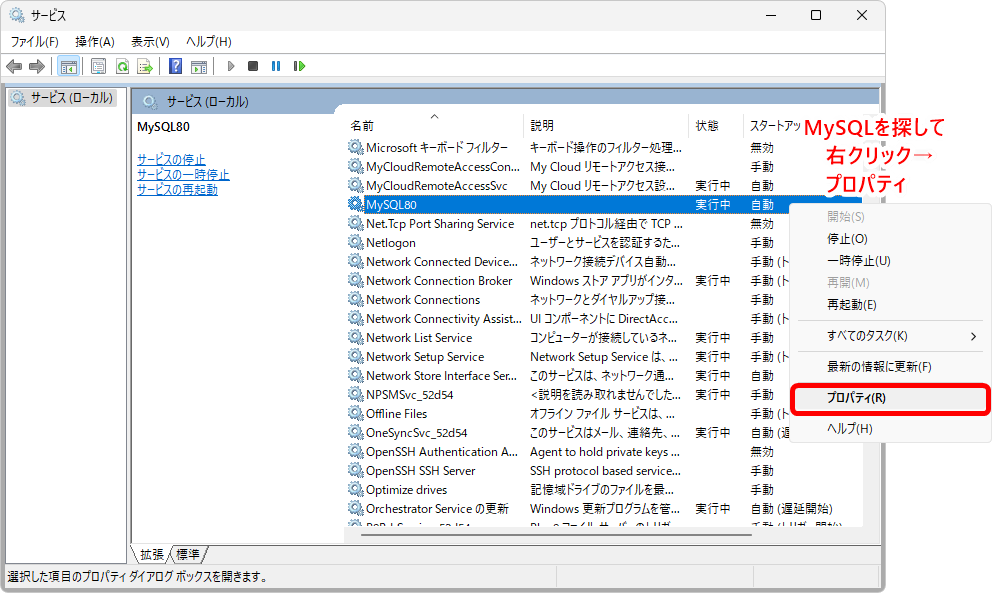 サービス
ファイル(F) 操作(A) 表示(V) ヘルプ(H)
サービス (ローカル)
サービス (ローカル)
MySQL80
サービスの停止
サービスの一時停止
サービスの再起動
名前 説明 状態 スタートアッ
Microsoft キーボード フィルター キーボード操作のフィルター処理... 無効
MyCloudRemoteAccessCon... My Cloud リモートアクセス接... 手動
MyCloudRemoteAccessSvc My Cloud リモートアクセス設... 実行中 自動
MySQL80 実行中 自動
Net.Tcp Port Sharing Service net.tcp プロトコル経由で TCP ... 無効
Netlogon ユーザーとサービスを認証するた... 手動
Network Connected Device... ネットワーク接続デバイス自動... 手動 (ト
Network Connection Broker Windows ストア アプリがインタ... 実行中 手動 (ト
Network Connections ネットワークとダイヤルアップ接... 手動
Network Connectivity Assist... UI コンポーネントに DirectAcc... 手動 (ト
Network List Service コンピューターが接続しているネ... 実行中 手動
Network Setup Service Network Setup Service は、... 実行中 手動 (ト
Network Store Interface Ser... このサービスは、ネットワーク通... 実行中 自動
NPSMSvc_52d54 <説明を読み取れませんでした... 実行中 手動
Offline Files オフライン ファイル サービスは、... 手動 (ト
OneSyncSvc_52d54 このサービスはメール、連絡先、... 実行中 自動 (遅
OpenSSH Authentication A... Agent to hold private keys ... 無効
OpenSSH SSH Server SSH protocol based service... 手動
Optimize drives 記憶域ドライブのファイルを最... 手動
Orchestrator Service の更新 Windows 更新プログラムを管... 実行中 自動 (遅延開始)
MySQLを探して
右クリック→
プロパティ
開始(S)
停止(O)
一時停止(U)
再開(M)
再起動(E)
すべてのタスク(K)
最新の情報に更新(F)
プロパティ(R)
ヘルプ(H)
拡張 標準
選択した項目のプロパティ ダイアログ ボックスを開きます。